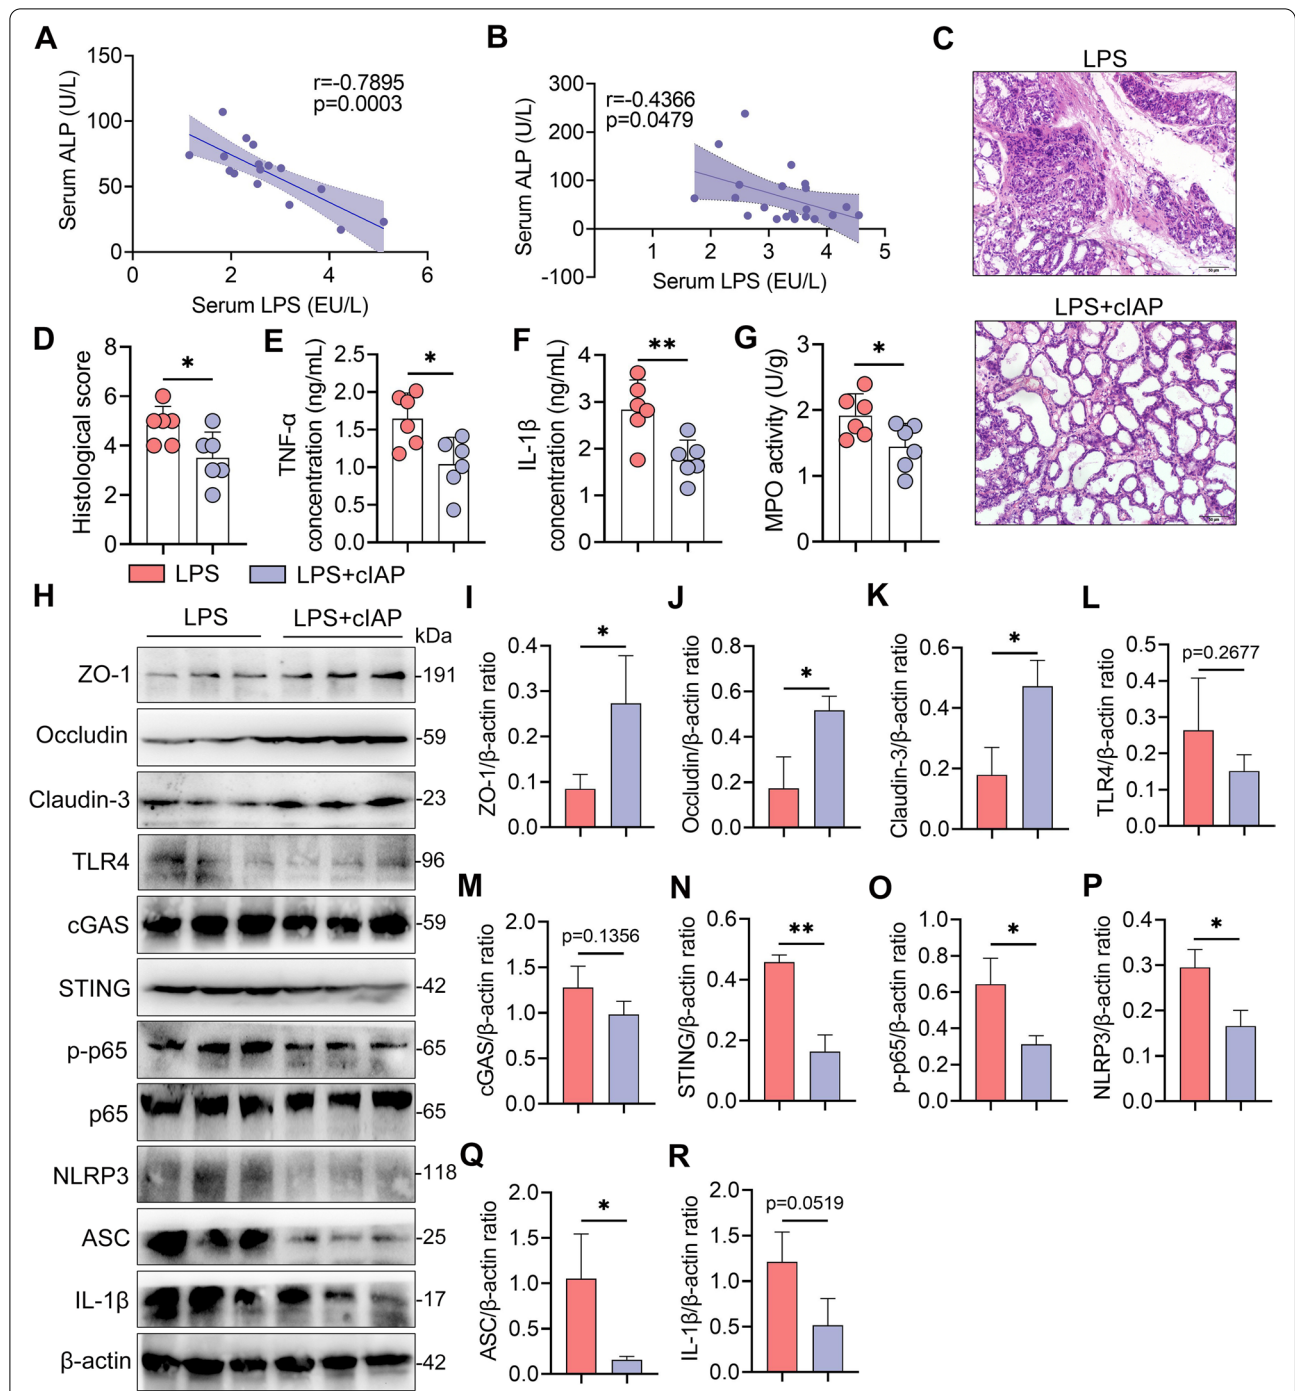 A
150
100
50
0
Serum ALP (U/L)
r=-0.7895
p=0.0003
0
2
4
6
Serum LPS (EU/L)
B
300
200
100
0
-100
Serum ALP (U/L)
r=-0.4366
p=0.0479
1
2
3
4
5
Serum LPS (EU/L)
C
LPS
LPS+cIAP
D
Histological score
8
6
4
2
0
*
E
TNF-α
concentration (ng/mL)
2.5
2.0
1.5
1.0
0.5
0.0
*
F
IL-1β
concentration (ng/mL)
4
3
2
1
0
**
G
MPO activity (U/g)
3
2
1
0
*
LPS
LPS+cIAP
H
LPS
LPS+cIAP
kDa
ZO-1
-191
Occludin
-59
Claudin-3
-23
TLR4
-96
cGAS
-59
STING
-42
p-p65
-65
p65
-65
NLRP3
-118
ASC
-25
IL-1β
-17
β-actin
-42
I
ZO-1/β-actin ratio
0.4
0.3
0.2
0.1
0.0
*
J
Occludin/β-actin ratio
0.8
0.6
0.4
0.2
0.0
*
K
Claudin-3/β-actin ratio
0.6
0.4
0.2
0.0
*
L
TLR4/β-actin ratio
0.5
0.4
0.3
0.2
0.1
0.0
p=0.2677
M
cGAS/β-actin ratio
2.0
1.5
1.0
0.5
0.0
p=0.1356
N
STING/β-actin ratio
0.6
0.4
0.2
0.0
**
O
p-p65/β-actin ratio
1.0
0.8
0.6
0.4
0.2
0.0
*
P
NLRP3/β-actin ratio
0.4
0.3
0.2
0.1
0.0
*
Q
ASC/β-actin ratio
2.0
1.5
1.0
0.5
0.0
*
R
IL-1β/β-actin ratio
2.0
1.5
1.0
0.5
0.0
p=0.0519